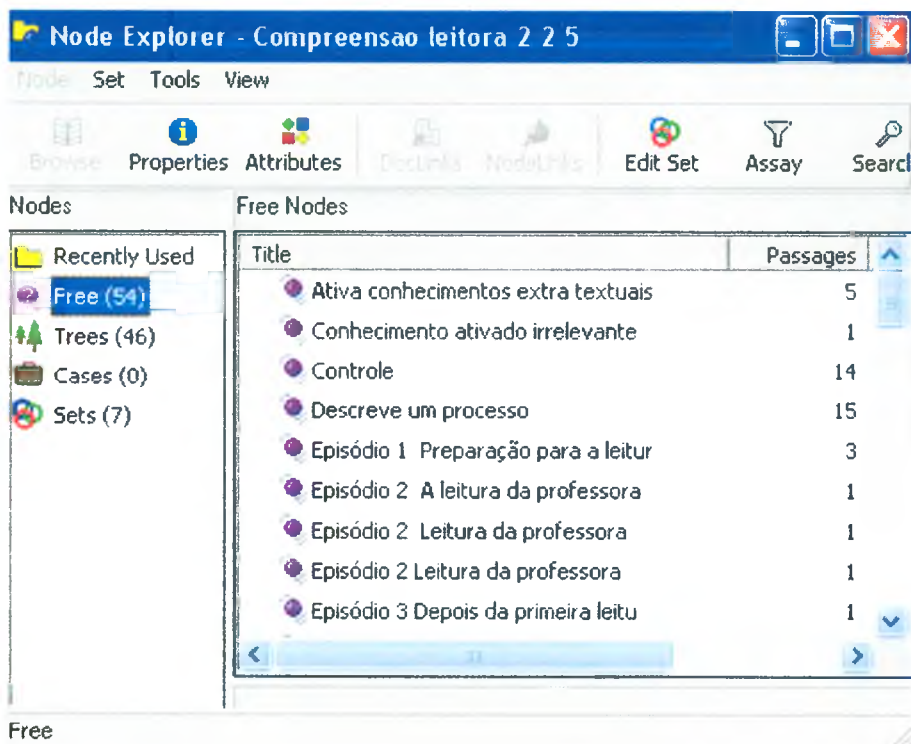 Node Explorer - Compreensao leitora 2 2 5
Node Set Tools View
Browse Properties Attributes DocLinks NodeLinks Edit Set Assay Searc
Nodes Free Nodes
Recently Used Title Passages
Free (54) Ativa conhecimentos extra textuais 5
Trees (46) Conhecimento ativado irrelevante 1
Cases (0) Controle 14
Sets (7) Descreve um processo 15
Episódio 1 Preparação para a leitur 3
Episódio 2 A leitura da professora 1
Episódio 2 Leitura da professora 1
Episódio 2 Leitura da professora 1
Episódio 3 Depois da primeira leitu 1
Free